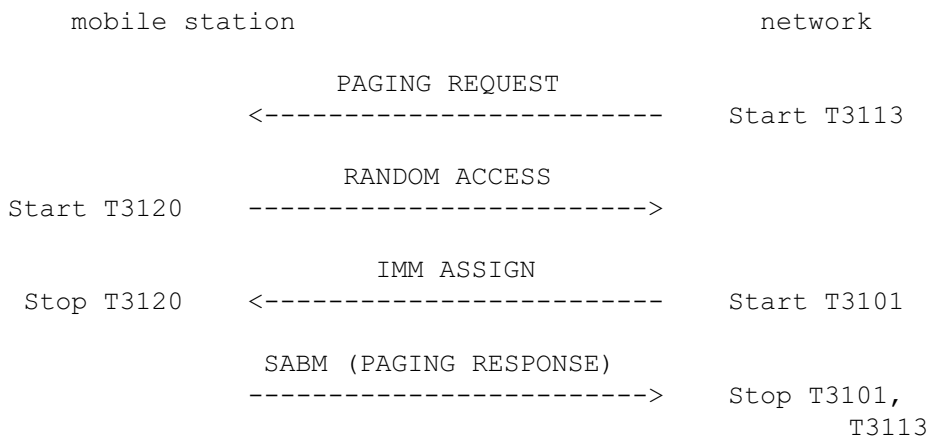 mobile station network
PAGING REQUEST
<------------------------- Start T3113
RANDOM ACCESS
Start T3120 ------------------------->
IMM ASSIGN
Stop T3120 <------------------------- Start T3101
SABM (PAGING RESPONSE)
-------------------------> Stop T3101,
T3113